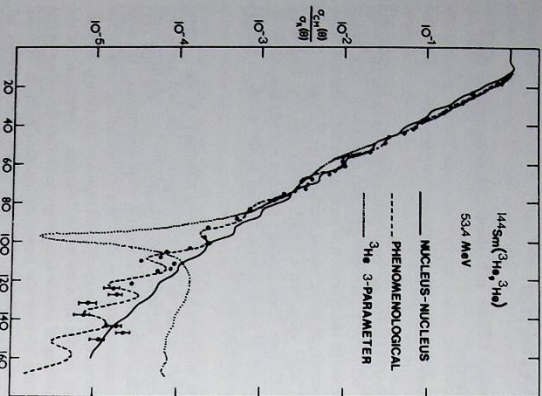 ¹⁴⁴Sm(³He,³He)
53.4 MeV
NUCLEUS-NUCLEUS
PHENOMENOLOGICAL
³He 3-PARAMETER
σCM(θ)
σR(θ)
10⁻¹
10⁻²
10⁻³
10⁻⁴
10⁻⁵
20
40
60
80
100
120
140
160